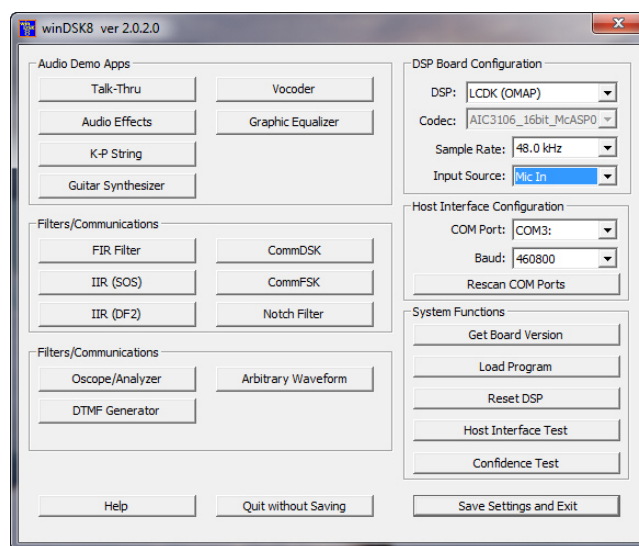 winDSK8 ver 2.0.2.0
Audio Demo Apps
Talk-Thru
Vocoder
Audio Effects
Graphic Equalizer
K-P String
Guitar Synthesizer
Filters/Communications
FIR Filter
CommDSK
IIR (SOS)
CommFSK
IIR (DF2)
Notch Filter
Filters/Communications
Oscope/Analyzer
Arbitrary Waveform
DTMF Generator
Help
Quit without Saving
DSP Board Configuration
DSP: LCDK (OMAP)
Codec: AIC3106_16bit_McASP0
Sample Rate: 48.0 kHz
Input Source: Mic In
Host Interface Configuration
COM Port: COM3:
Baud: 460800
Rescan COM Ports
System Functions
Get Board Version
Load Program
Reset DSP
Host Interface Test
Confidence Test
Save Settings and Exit